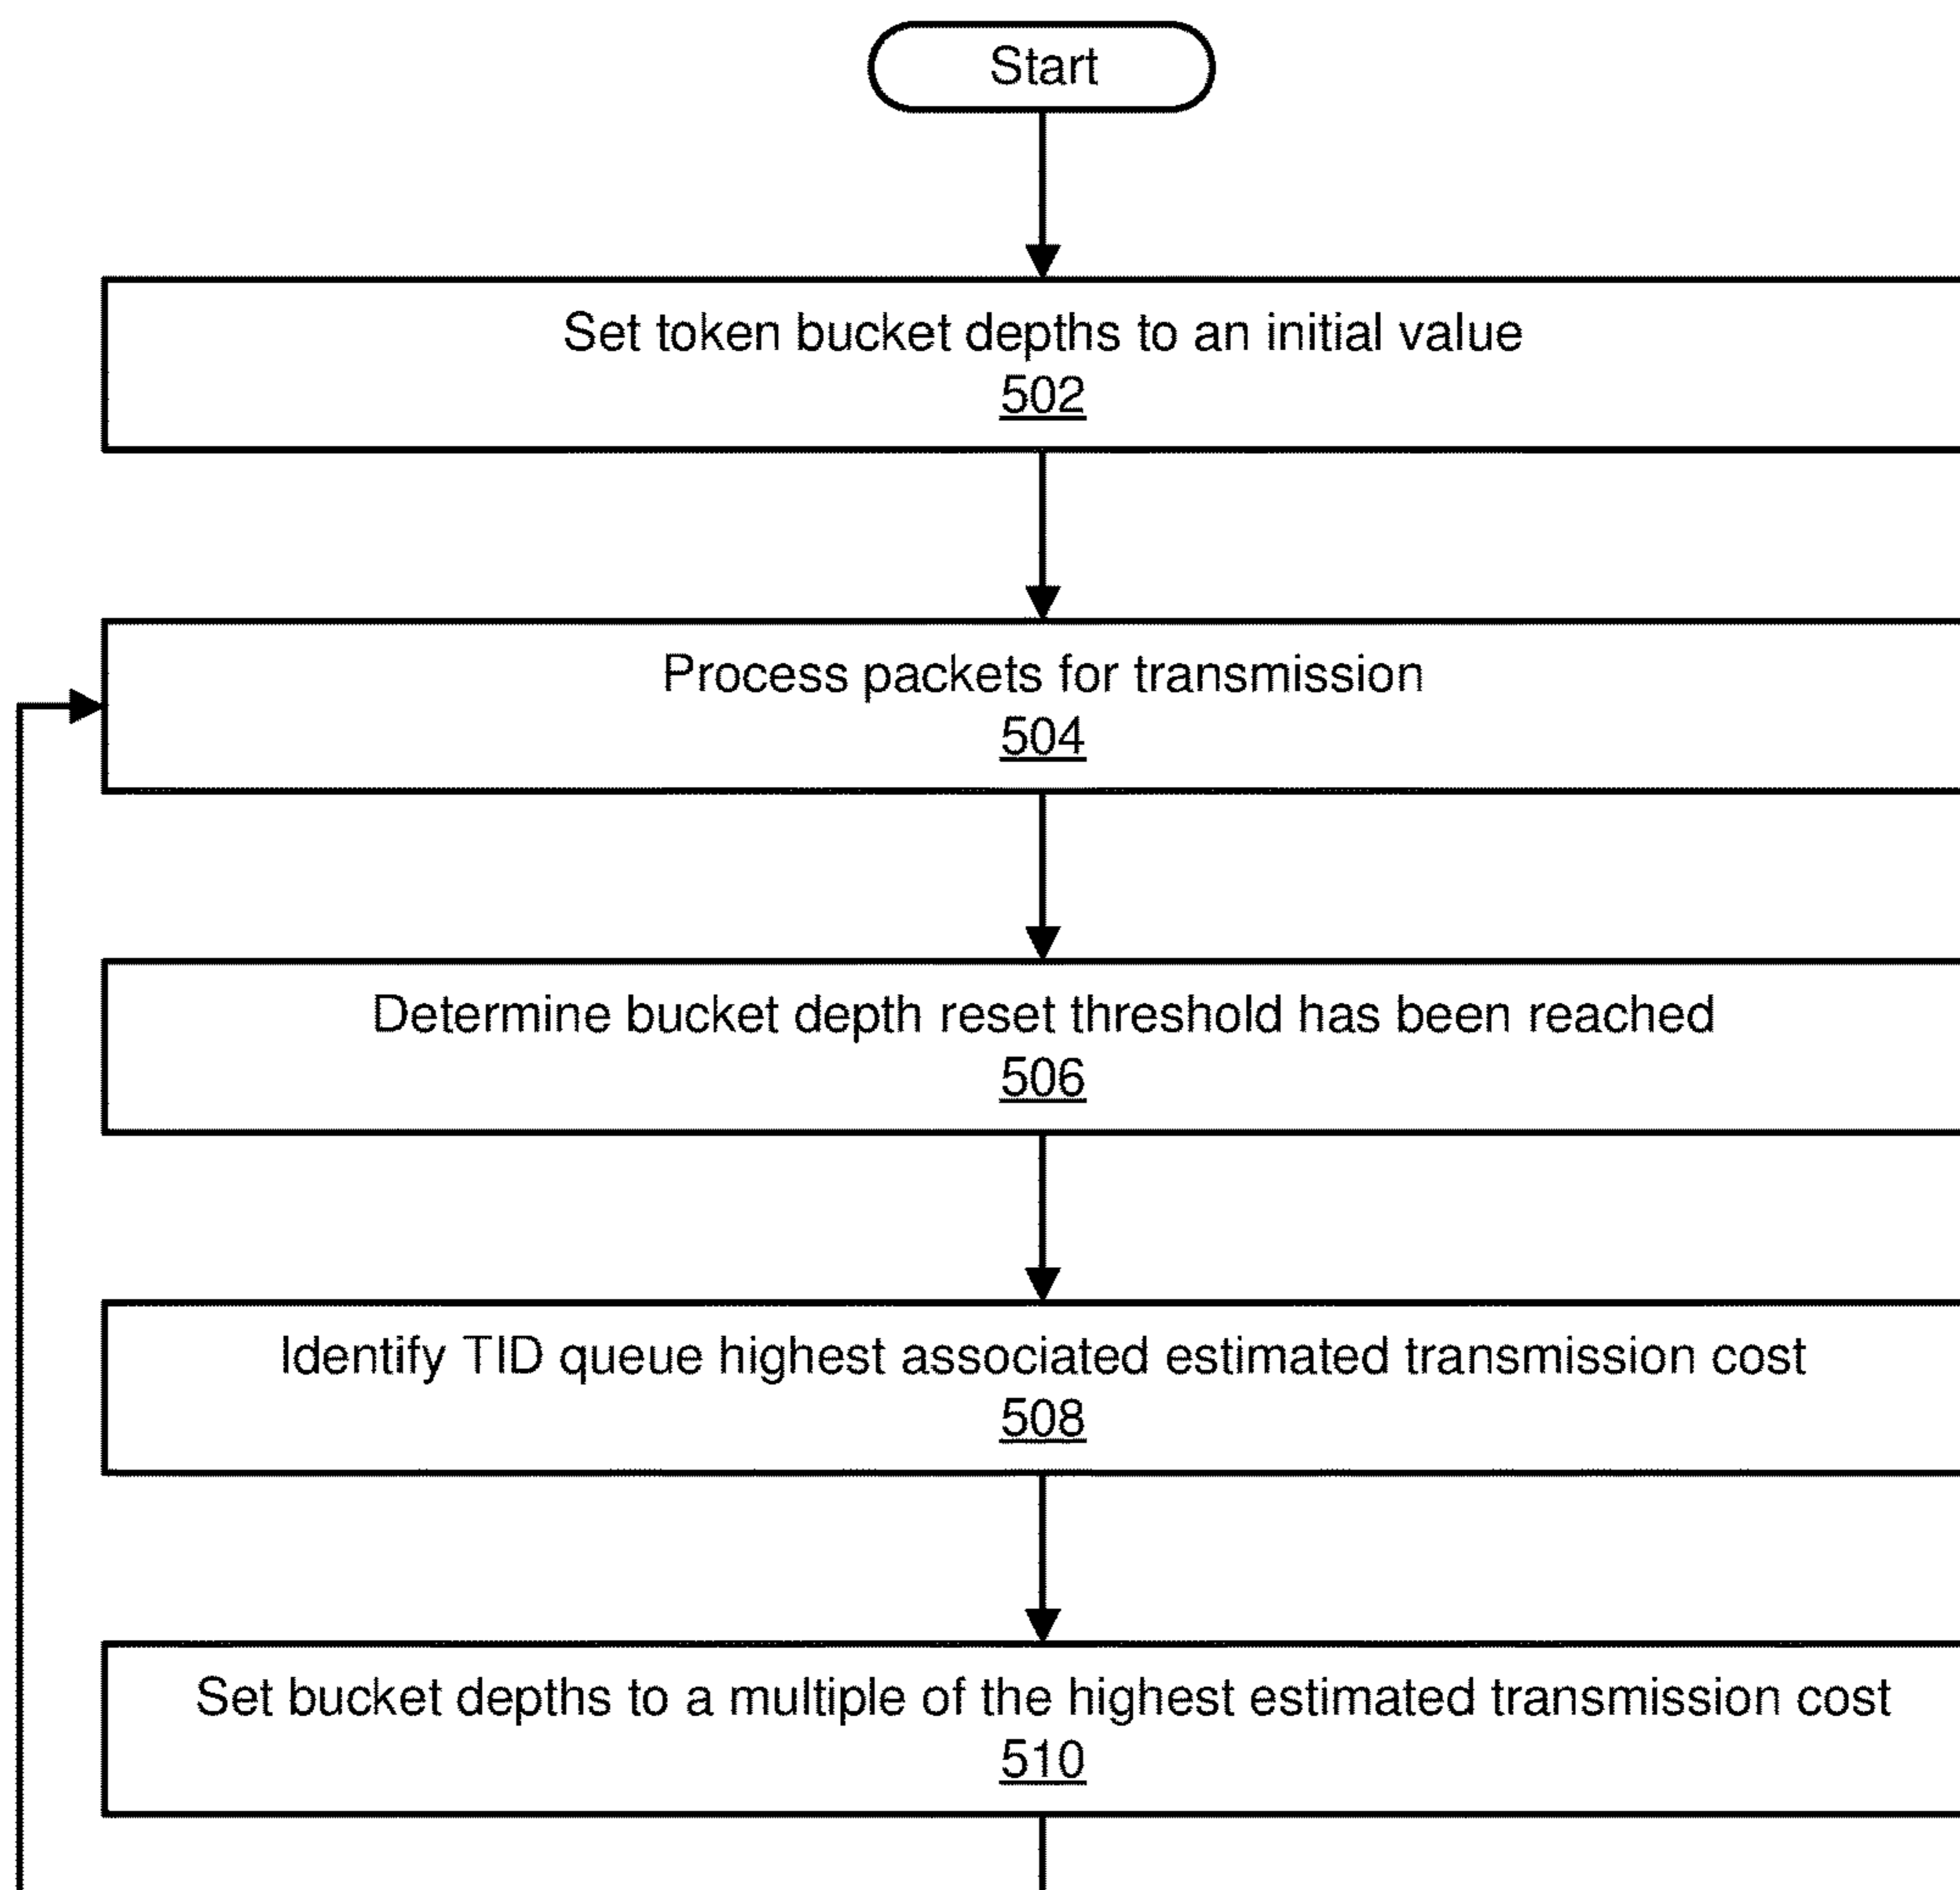 Start
Set token bucket depths to an initial value
502
Process packets for transmission
504
Determine bucket depth reset threshold has been reached
506
Identify TID queue highest associated estimated transmission cost
508
Set bucket depths to a multiple of the highest estimated transmission cost
510